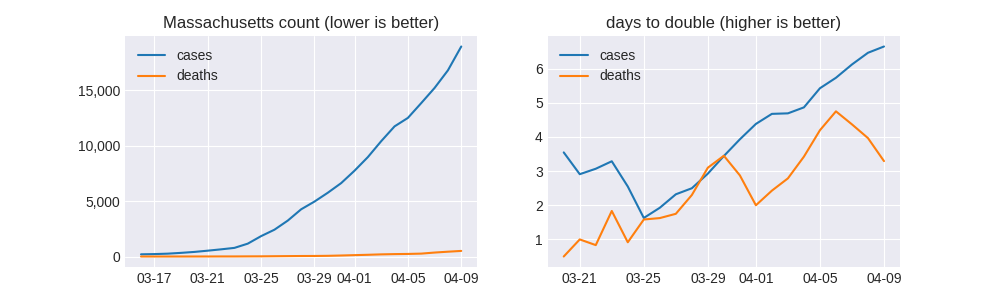 Massachusetts count (lower is better)
cases
deaths
15,000
10,000
5,000
0
03-17 03-21 03-25 03-29 04-01 04-05 04-09
days to double (higher is better)
cases
deaths
6
5
4
3
2
1
03-21 03-25 03-29 04-01 04-05 04-09